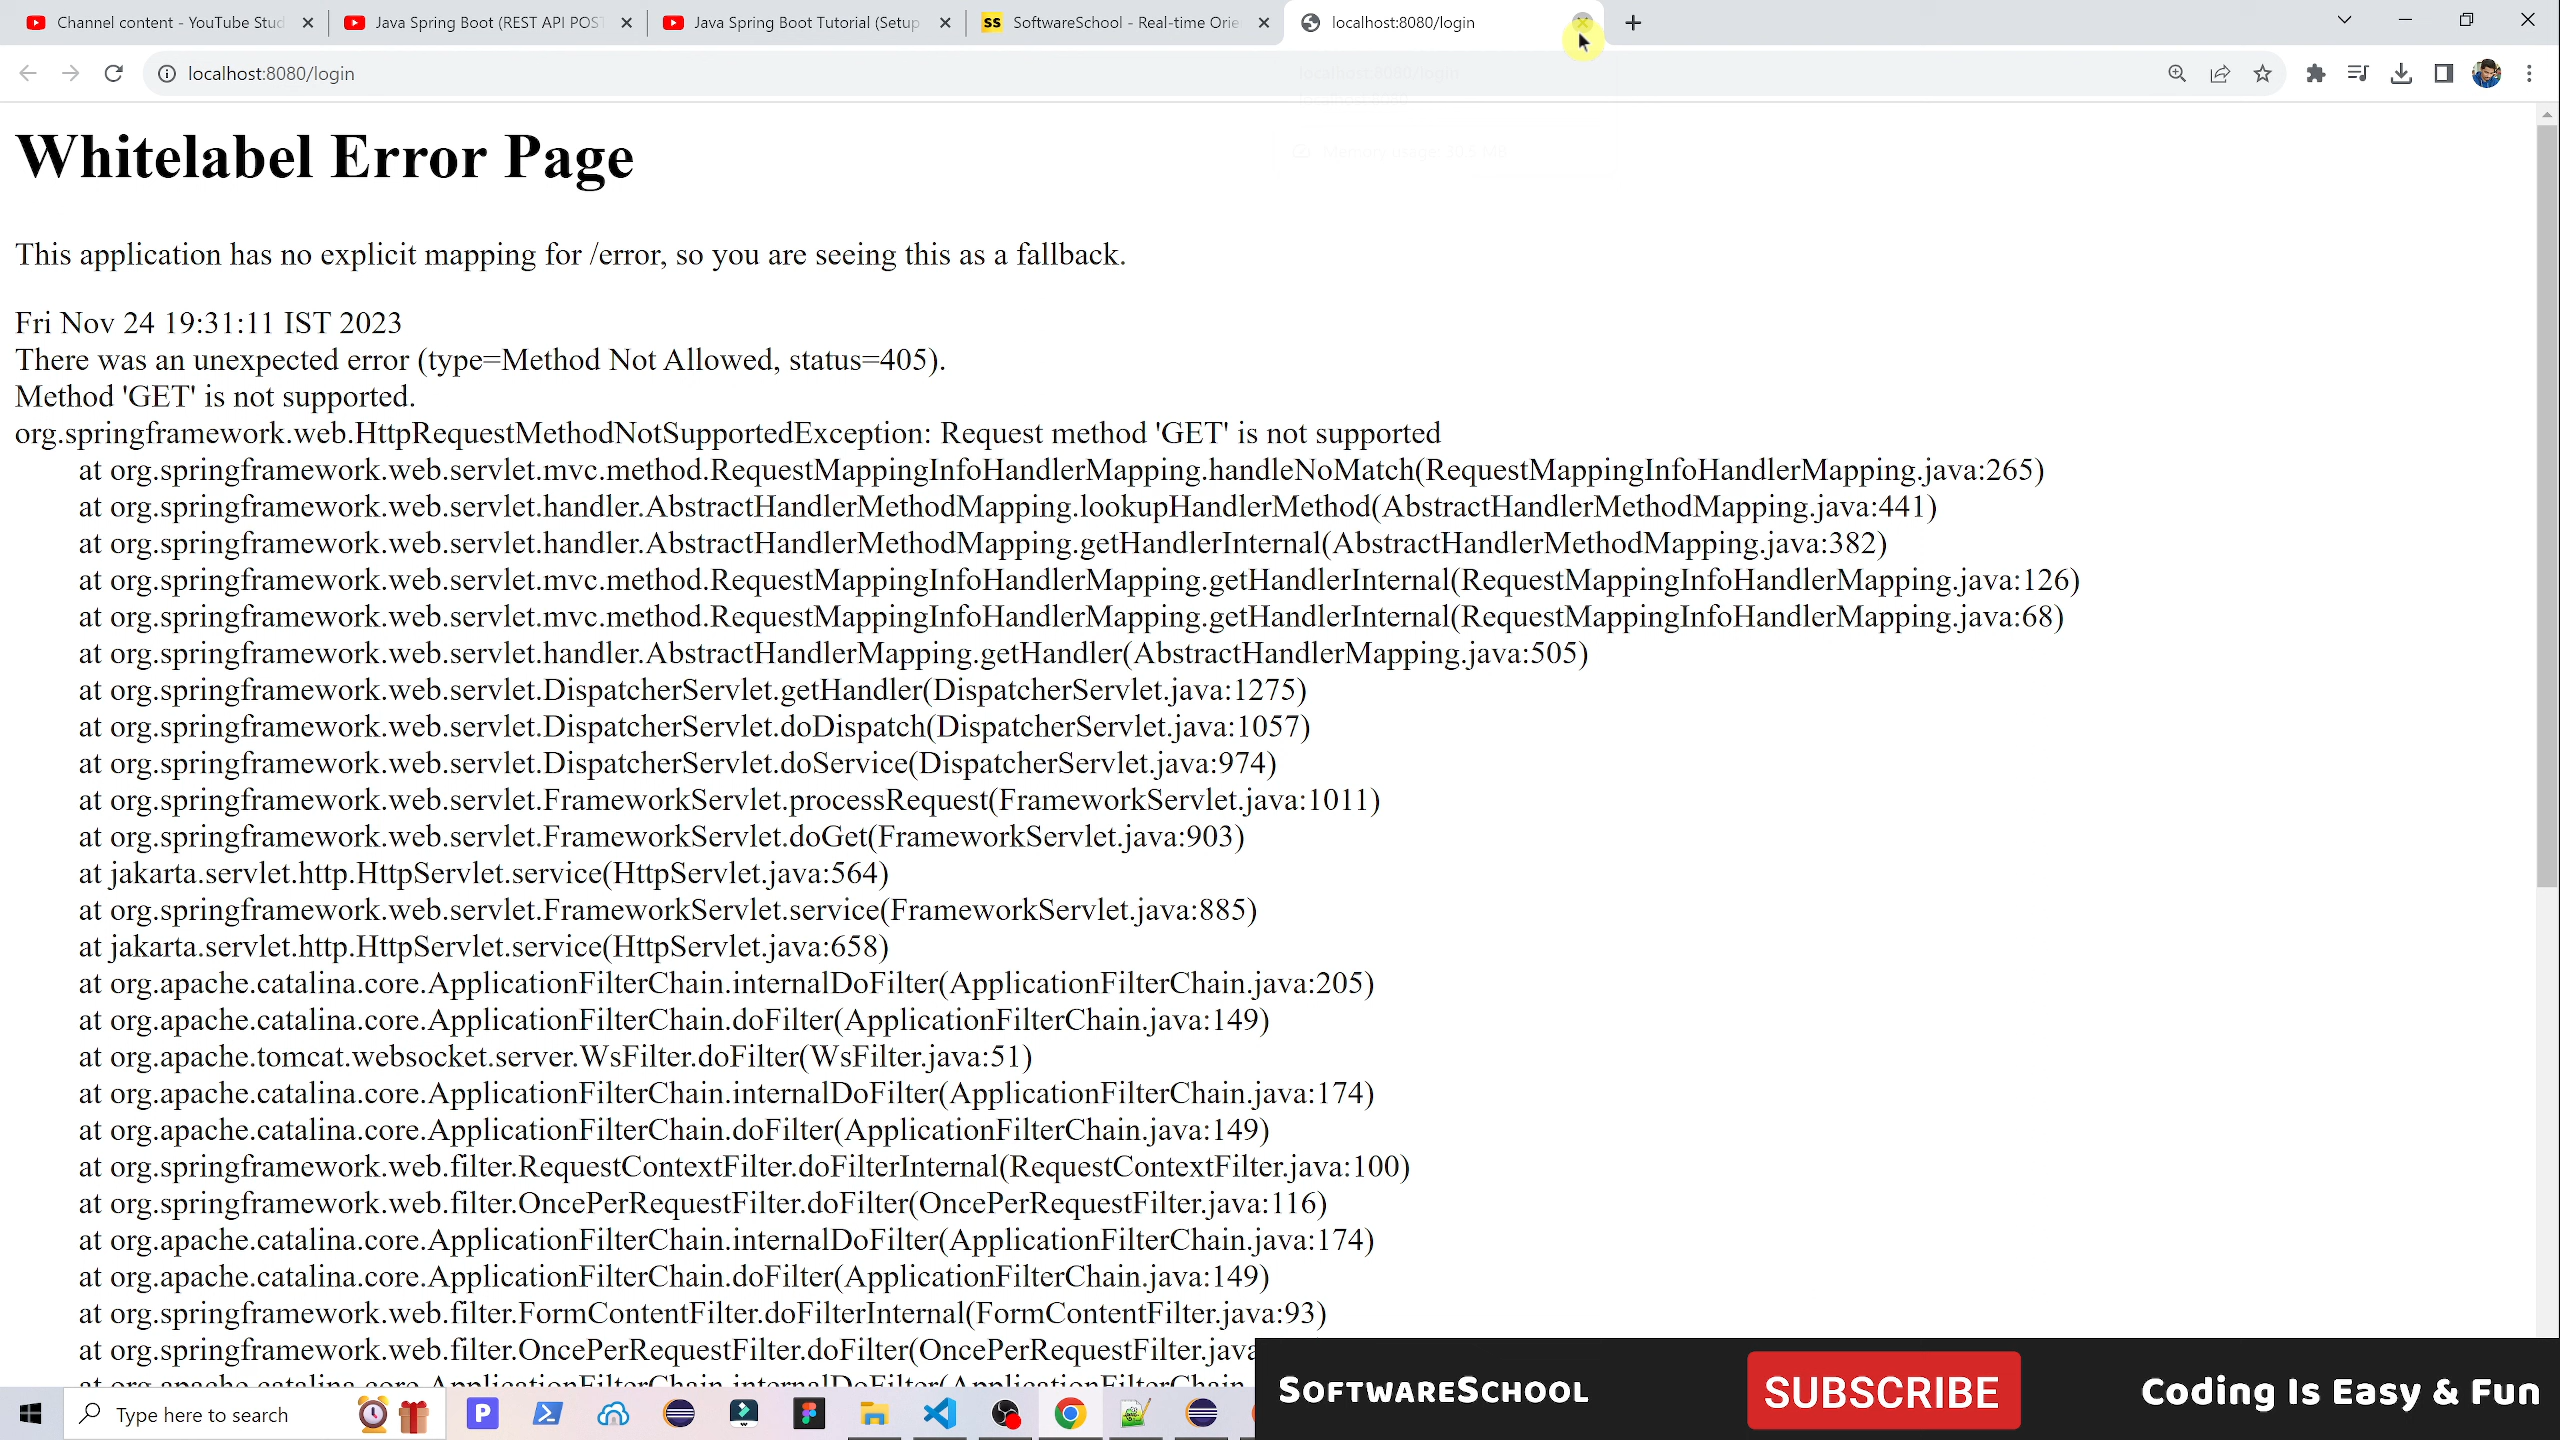 Channel content - YouTube Stud
Java Spring Boot (REST API POST
Java Spring Boot Tutorial (Setup
SS SoftwareSchool - Real-time Orie
localhost:8080/login
localhost:8080/login
Whitelabel Error Page
This application has no explicit mapping for /error, so you are seeing this as a fallback.
Fri Nov 24 19:31:11 IST 2023
There was an unexpected error (type=Method Not Allowed, status=405).
Method 'GET' is not supported.
org.springframework.web.HttpRequestMethodNotSupportedException: Request method 'GET' is not supported
at org.springframework.web.servlet.mvc.method.RequestMappingInfoHandlerMapping.handleNoMatch(RequestMappingInfoHandlerMapping.java:265)
at org.springframework.web.servlet.handler.AbstractHandlerMethodMapping.lookupHandlerMethod(AbstractHandlerMethodMapping.java:441)
at org.springframework.web.servlet.handler.AbstractHandlerMethodMapping.getHandlerInternal(AbstractHandlerMethodMapping.java:382)
at org.springframework.web.servlet.mvc.method.RequestMappingInfoHandlerMapping.getHandlerInternal(RequestMappingInfoHandlerMapping.java:126)
at org.springframework.web.servlet.mvc.method.RequestMappingInfoHandlerMapping.getHandlerInternal(RequestMappingInfoHandlerMapping.java:68)
at org.springframework.web.servlet.handler.AbstractHandlerMapping.getHandler(AbstractHandlerMapping.java:505)
at org.springframework.web.servlet.DispatcherServlet.getHandler(DispatcherServlet.java:1275)
at org.springframework.web.servlet.DispatcherServlet.doDispatch(DispatcherServlet.java:1057)
at org.springframework.web.servlet.DispatcherServlet.doService(DispatcherServlet.java:974)
at org.springframework.web.servlet.FrameworkServlet.processRequest(FrameworkServlet.java:1011)
at org.springframework.web.servlet.FrameworkServlet.doGet(FrameworkServlet.java:903)
at jakarta.servlet.http.HttpServlet.service(HttpServlet.java:564)
at org.springframework.web.servlet.FrameworkServlet.service(FrameworkServlet.java:885)
at jakarta.servlet.http.HttpServlet.service(HttpServlet.java:658)
at org.apache.catalina.core.ApplicationFilterChain.internalDoFilter(ApplicationFilterChain.java:205)
at org.apache.catalina.core.ApplicationFilterChain.doFilter(ApplicationFilterChain.java:149)
at org.apache.tomcat.websocket.server.WsFilter.doFilter(WsFilter.java:51)
at org.apache.catalina.core.ApplicationFilterChain.internalDoFilter(ApplicationFilterChain.java:174)
at org.apache.catalina.core.ApplicationFilterChain.doFilter(ApplicationFilterChain.java:149)
at org.springframework.web.filter.RequestContextFilter.doFilterInternal(RequestContextFilter.java:100)
at org.springframework.web.filter.OncePerRequestFilter.doFilter(OncePerRequestFilter.java:116)
at org.apache.catalina.core.ApplicationFilterChain.internalDoFilter(ApplicationFilterChain.java:174)
at org.apache.catalina.core.ApplicationFilterChain.doFilter(ApplicationFilterChain.java:149)
at org.springframework.web.filter.FormContentFilter.doFilterInternal(FormContentFilter.java:93)
at org.springframework.web.filter.OncePerRequestFilter.doFilter(OncePerRequestFilter.java
at org.apache.catalina.core.ApplicationFilterChain.internalDoFilter(ApplicationFilterChain
Type here to search
SOFTWARESCHOOL SUBSCRIBE Coding Is Easy & Fun